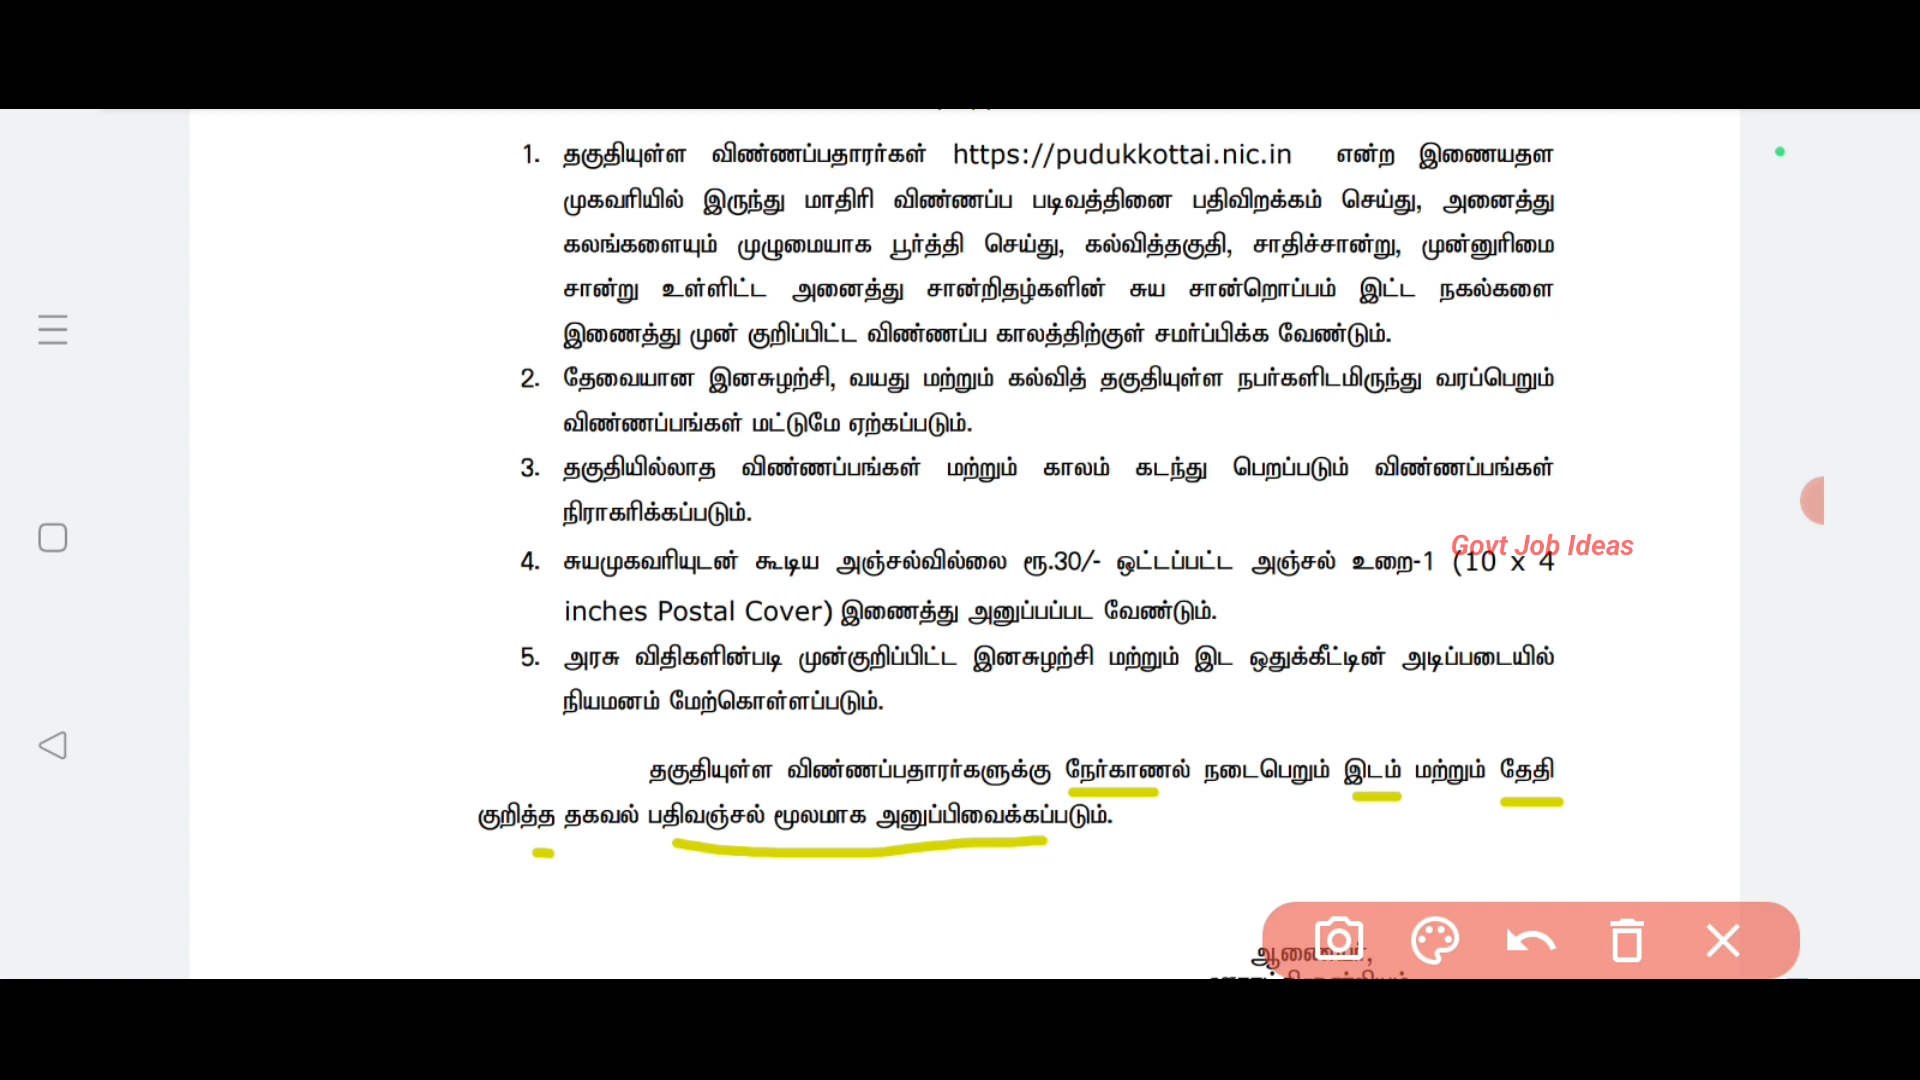 1. தகுதியுள்ள விண்ணப்பதாரர்கள் https://pudukkottai.nic.in என்ற இணையதள
முகவரியில் இருந்து மாதிரி விண்ணப்ப படிவத்தினை பதிவிறக்கம் செய்து, அனைத்து
கலங்களையும் முழுமையாக பூர்த்தி செய்து, கல்வித்தகுதி, சாதிச்சான்று, முன்னுரிமை
சான்று உள்ளிட்ட அனைத்து சான்றிதழ்களின் சுய சான்றொப்பம் இட்ட நகல்களை
இணைத்து முன் குறிப்பிட்ட விண்ணப்ப காலத்திற்குள் சமர்ப்பிக்க வேண்டும்.
2. தேவையான இனசுழற்சி, வயது மற்றும் கல்வித் தகுதியுள்ள நபர்களிடமிருந்து வரப்பெறும்
விண்ணப்பங்கள் மட்டுமே ஏற்கப்படும்.
3. தகுதியில்லாத விண்ணப்பங்கள் மற்றும் காலம் கடந்து பெறப்படும் விண்ணப்பங்கள்
நிராகரிக்கப்படும்.
Govt Job Ideas
4. சுயமுகவரியுடன் கூடிய அஞ்சல்வில்லை ரூ.30/- ஒட்டப்பட்ட அஞ்சல் உறை-1 (10 x 4
inches Postal Cover) இணைத்து அனுப்பப்பட வேண்டும்.
5. அரசு விதிகளின்படி முன்குறிப்பிட்ட இனசுழற்சி மற்றும் இட ஒதுக்கீட்டின் அடிப்படையில்
நியமனம் மேற்கொள்ளப்படும்.
தகுதியுள்ள விண்ணப்பதாரர்களுக்கு நேர்காணல் நடைபெறும் இடம் மற்றும் தேதி
குறித்த தகவல் பதிவஞ்சல் மூலமாக அனுப்பிவைக்கப்படும்.
ஆணையர்,